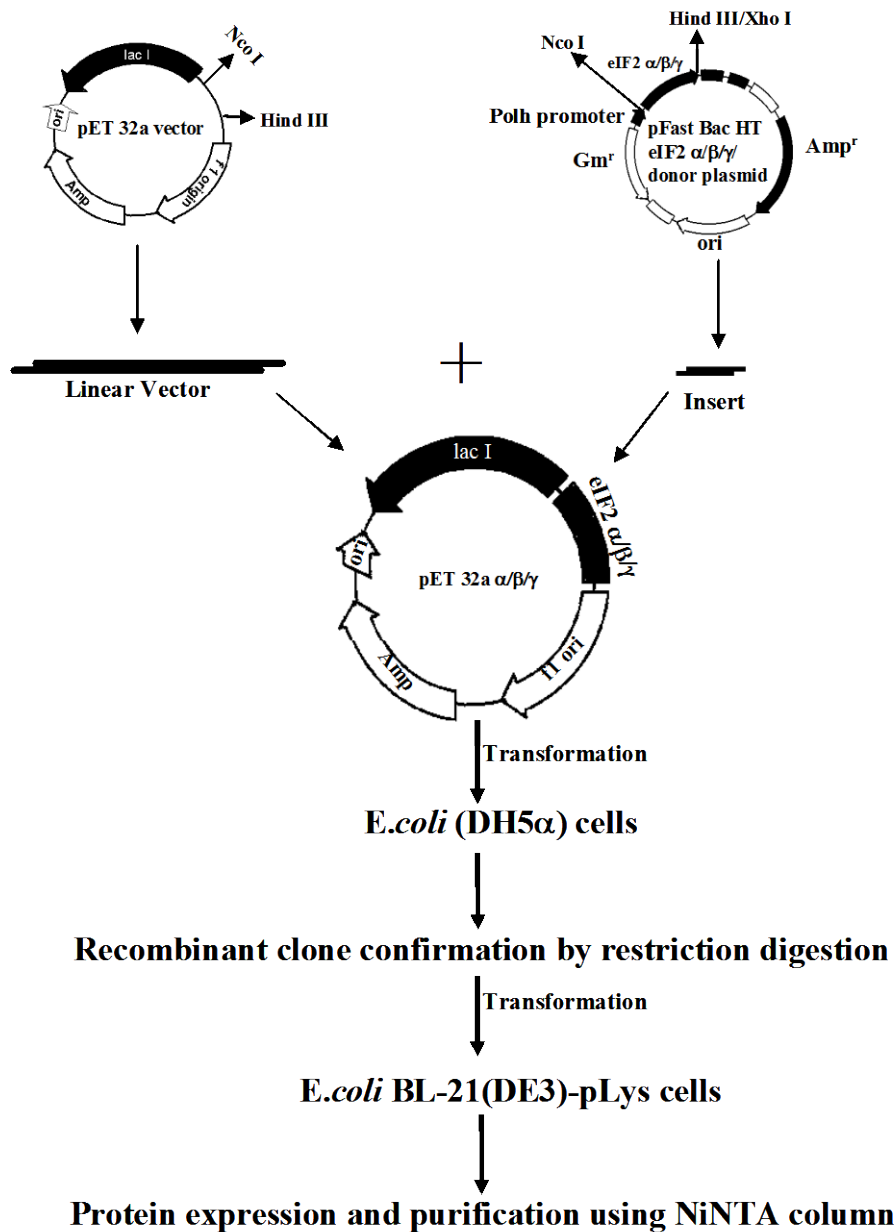 lac I
Nco I
Hind III
ori
pET 32a vector
Amp
f1 origin
Hind III/Xho I
Nco I
eIF2 α/β/γ
Polh promoter
pFast Bac HT
eIF2 α/β/γ/
donor plasmid
Gmr
Ampr
ori
+
Linear Vector
Insert
lac I
eIF2 α/β/γ
ori
pET 32a α/β/γ
Amp
f1 ori
Transformation
E.coli (DH5α) cells
Recombinant clone confirmation by restriction digestion
Transformation
E.coli BL-21(DE3)-pLys cells
Protein expression and purification using NiNTA column